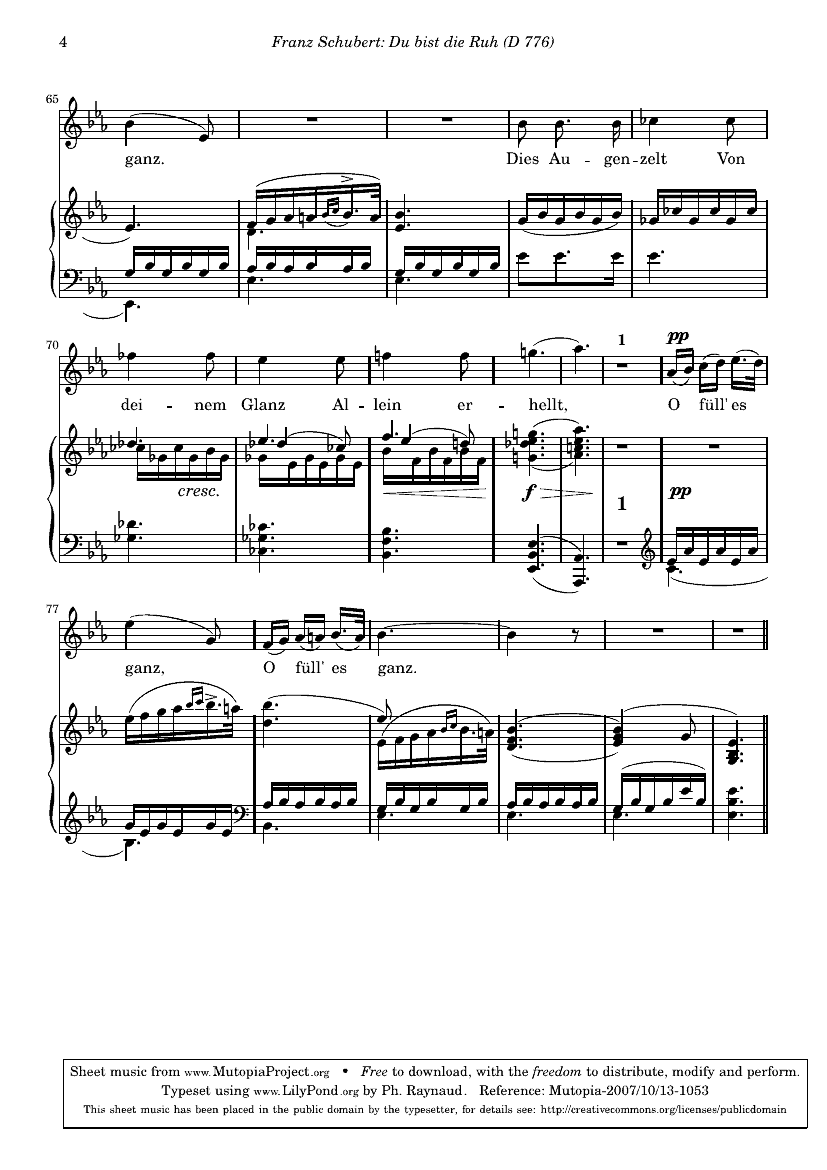 4 Franz Schubert: Du bist die Ruh (D 776)
65
ganz. Dies Au - gen - zelt Von
70
1 pp
dei - nem Glanz Al - lein er - hellt, O füll' es
cresc. f 1 pp
77
ganz, O füll' es ganz.
Sheet music from www.MutopiaProject.org • Free to download, with the freedom to distribute, modify and perform.
Typeset using www.LilyPond.org by Ph. Raynaud. Reference: Mutopia-2007/10/13-1053
This sheet music has been placed in the public domain by the typesetter, for details see: http://creativecommons.org/licenses/publicdomain